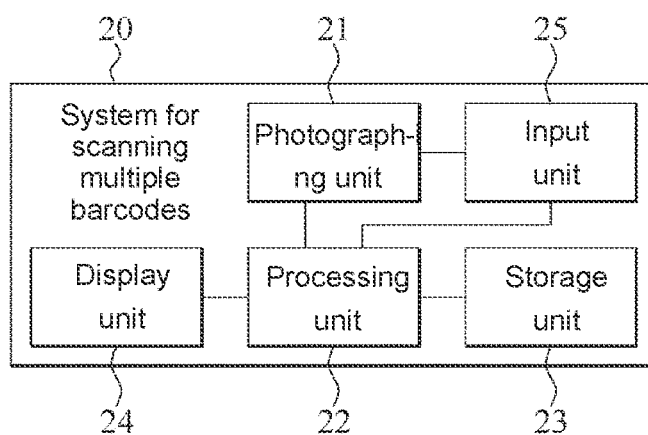 20
21
25
System for
scanning
multiple
barcodes
Photograph-
ng unit
Input
unit
Display
unit
Processing
unit
Storage
unit
24
22
23